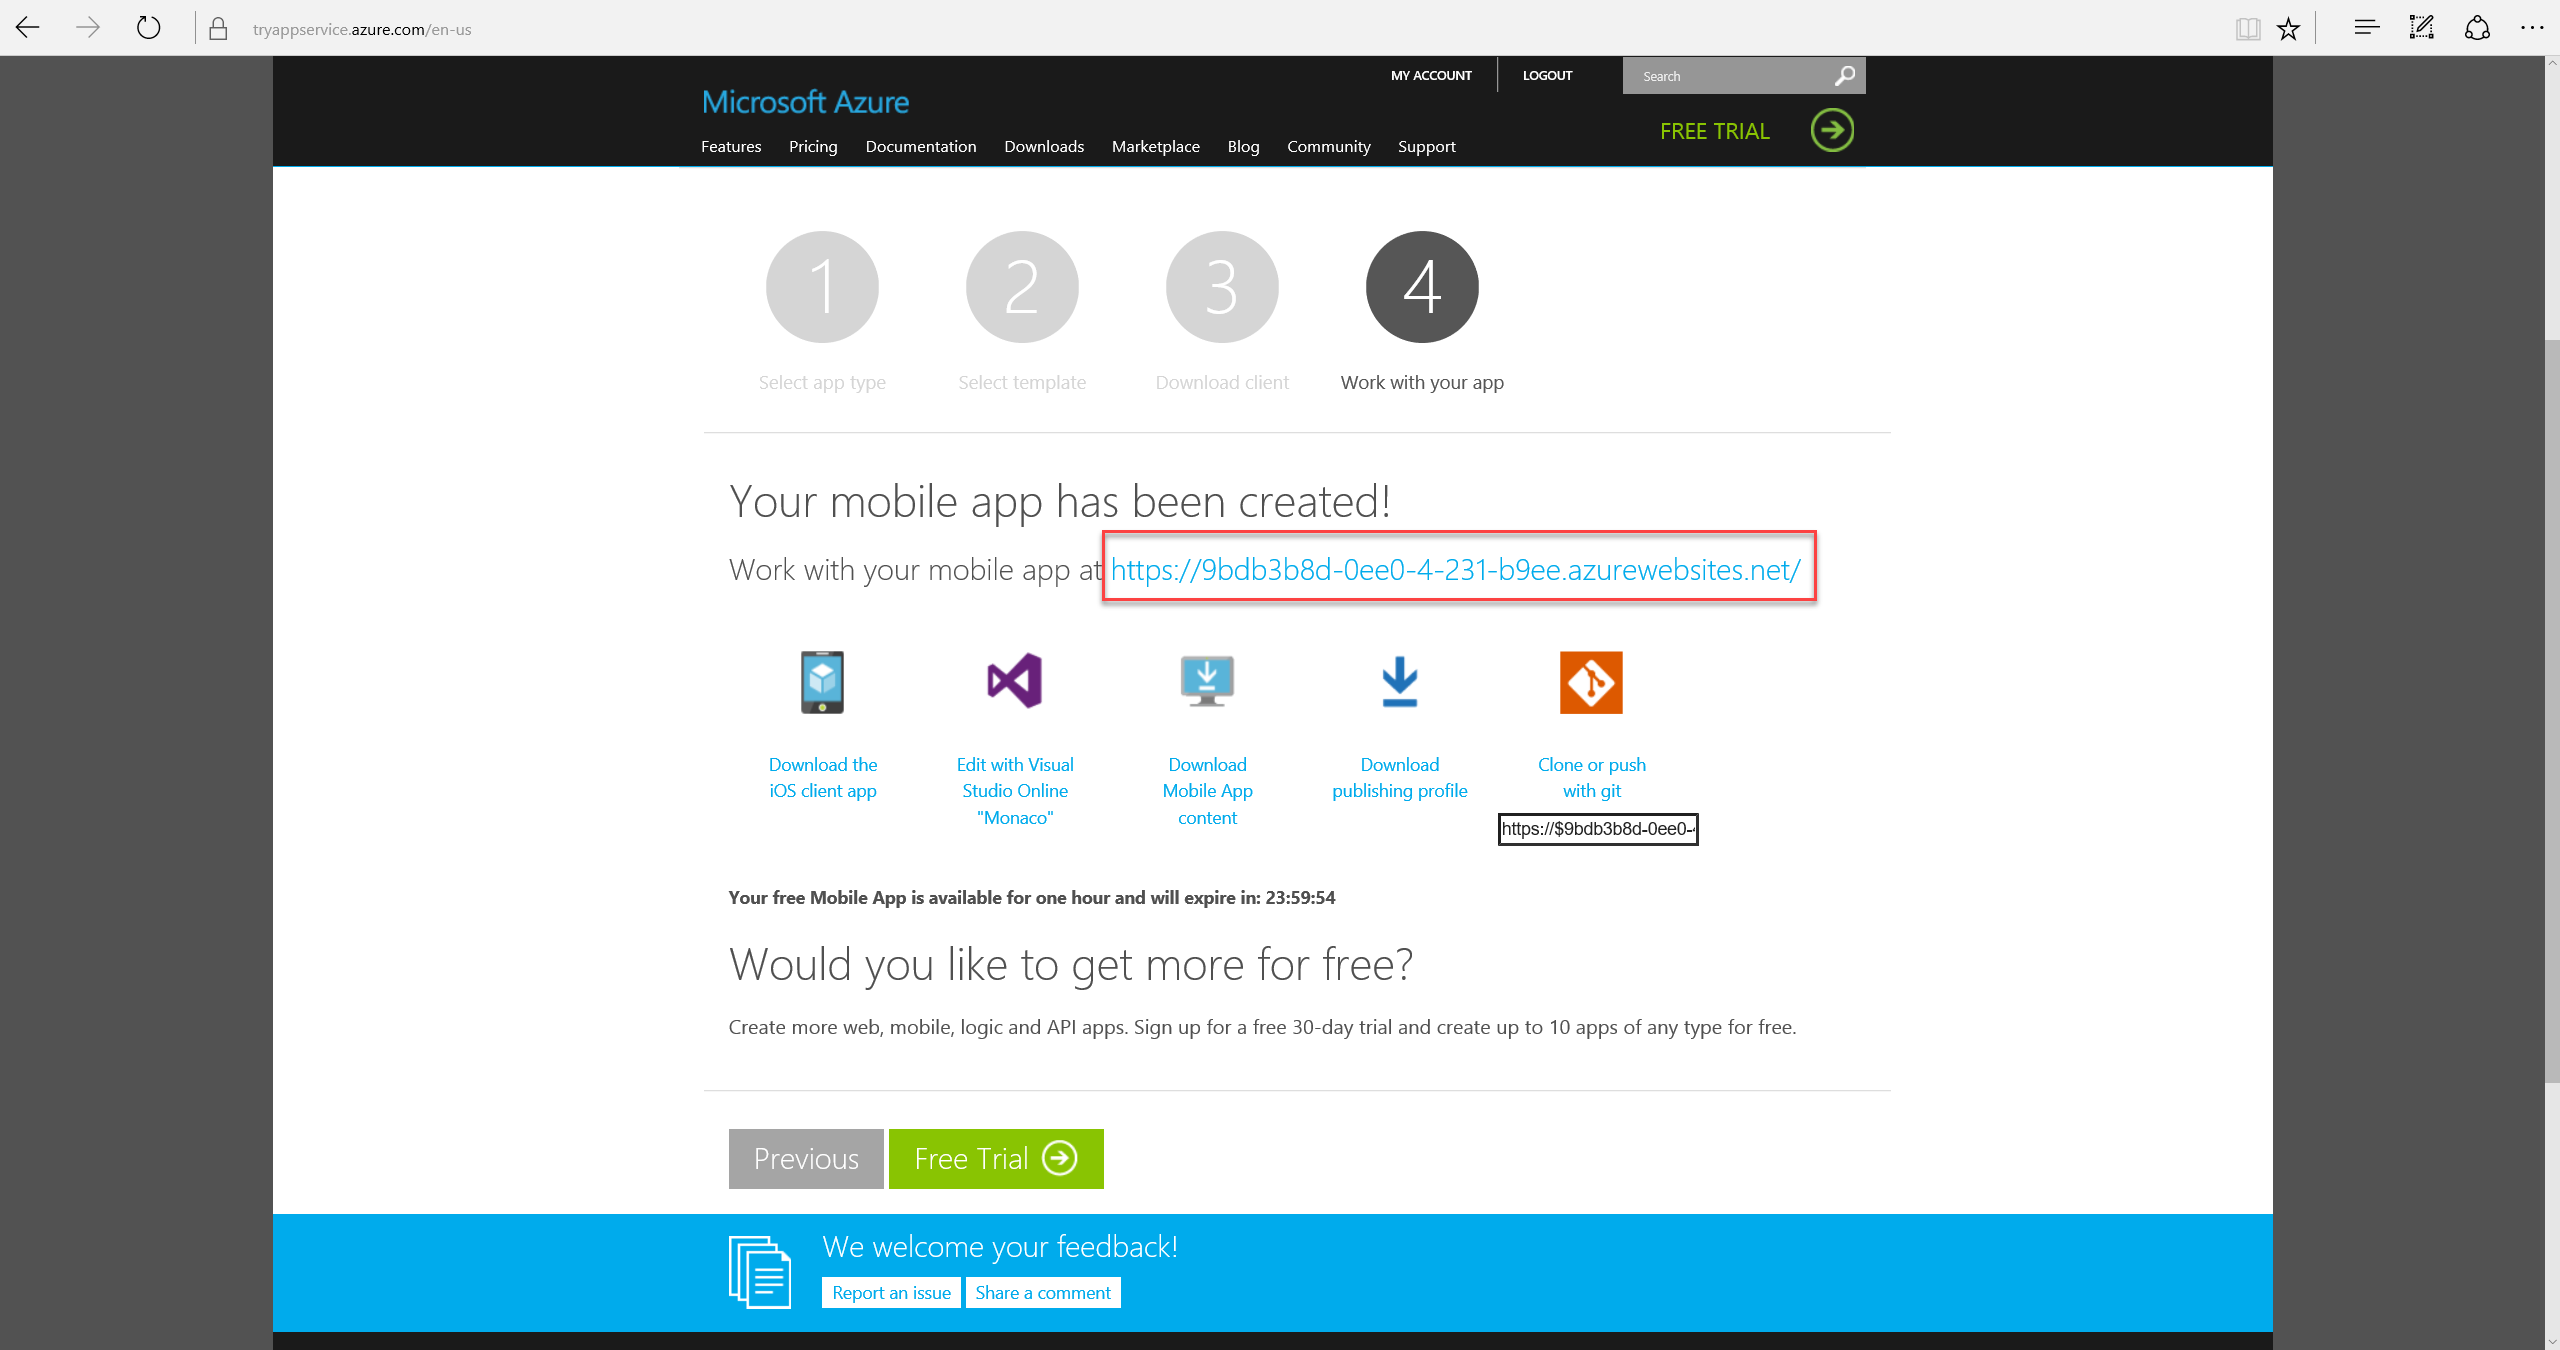 tryappservice.azure.com/en-us
MY ACCOUNT
LOGOUT
Search
Microsoft Azure
FREE TRIAL
Features Pricing Documentation Downloads Marketplace Blog Community Support
1 2 3 4
Select app type Select template Download client Work with your app
Your mobile app has been created!
Work with your mobile app at https://9bdb3b8d-0ee0-4-231-b9ee.azurewebsites.net/
Download the
iOS client app
Edit with Visual
Studio Online
"Monaco"
Download
Mobile App
content
Download
publishing profile
Clone or push
with git
https://$9bdb3b8d-0ee0-
Your free Mobile App is available for one hour and will expire in: 23:59:54
Would you like to get more for free?
Create more web, mobile, logic and API apps. Sign up for a free 30-day trial and create up to 10 apps of any type for free.
Previous
Free Trial
We welcome your feedback!
Report an issue
Share a comment